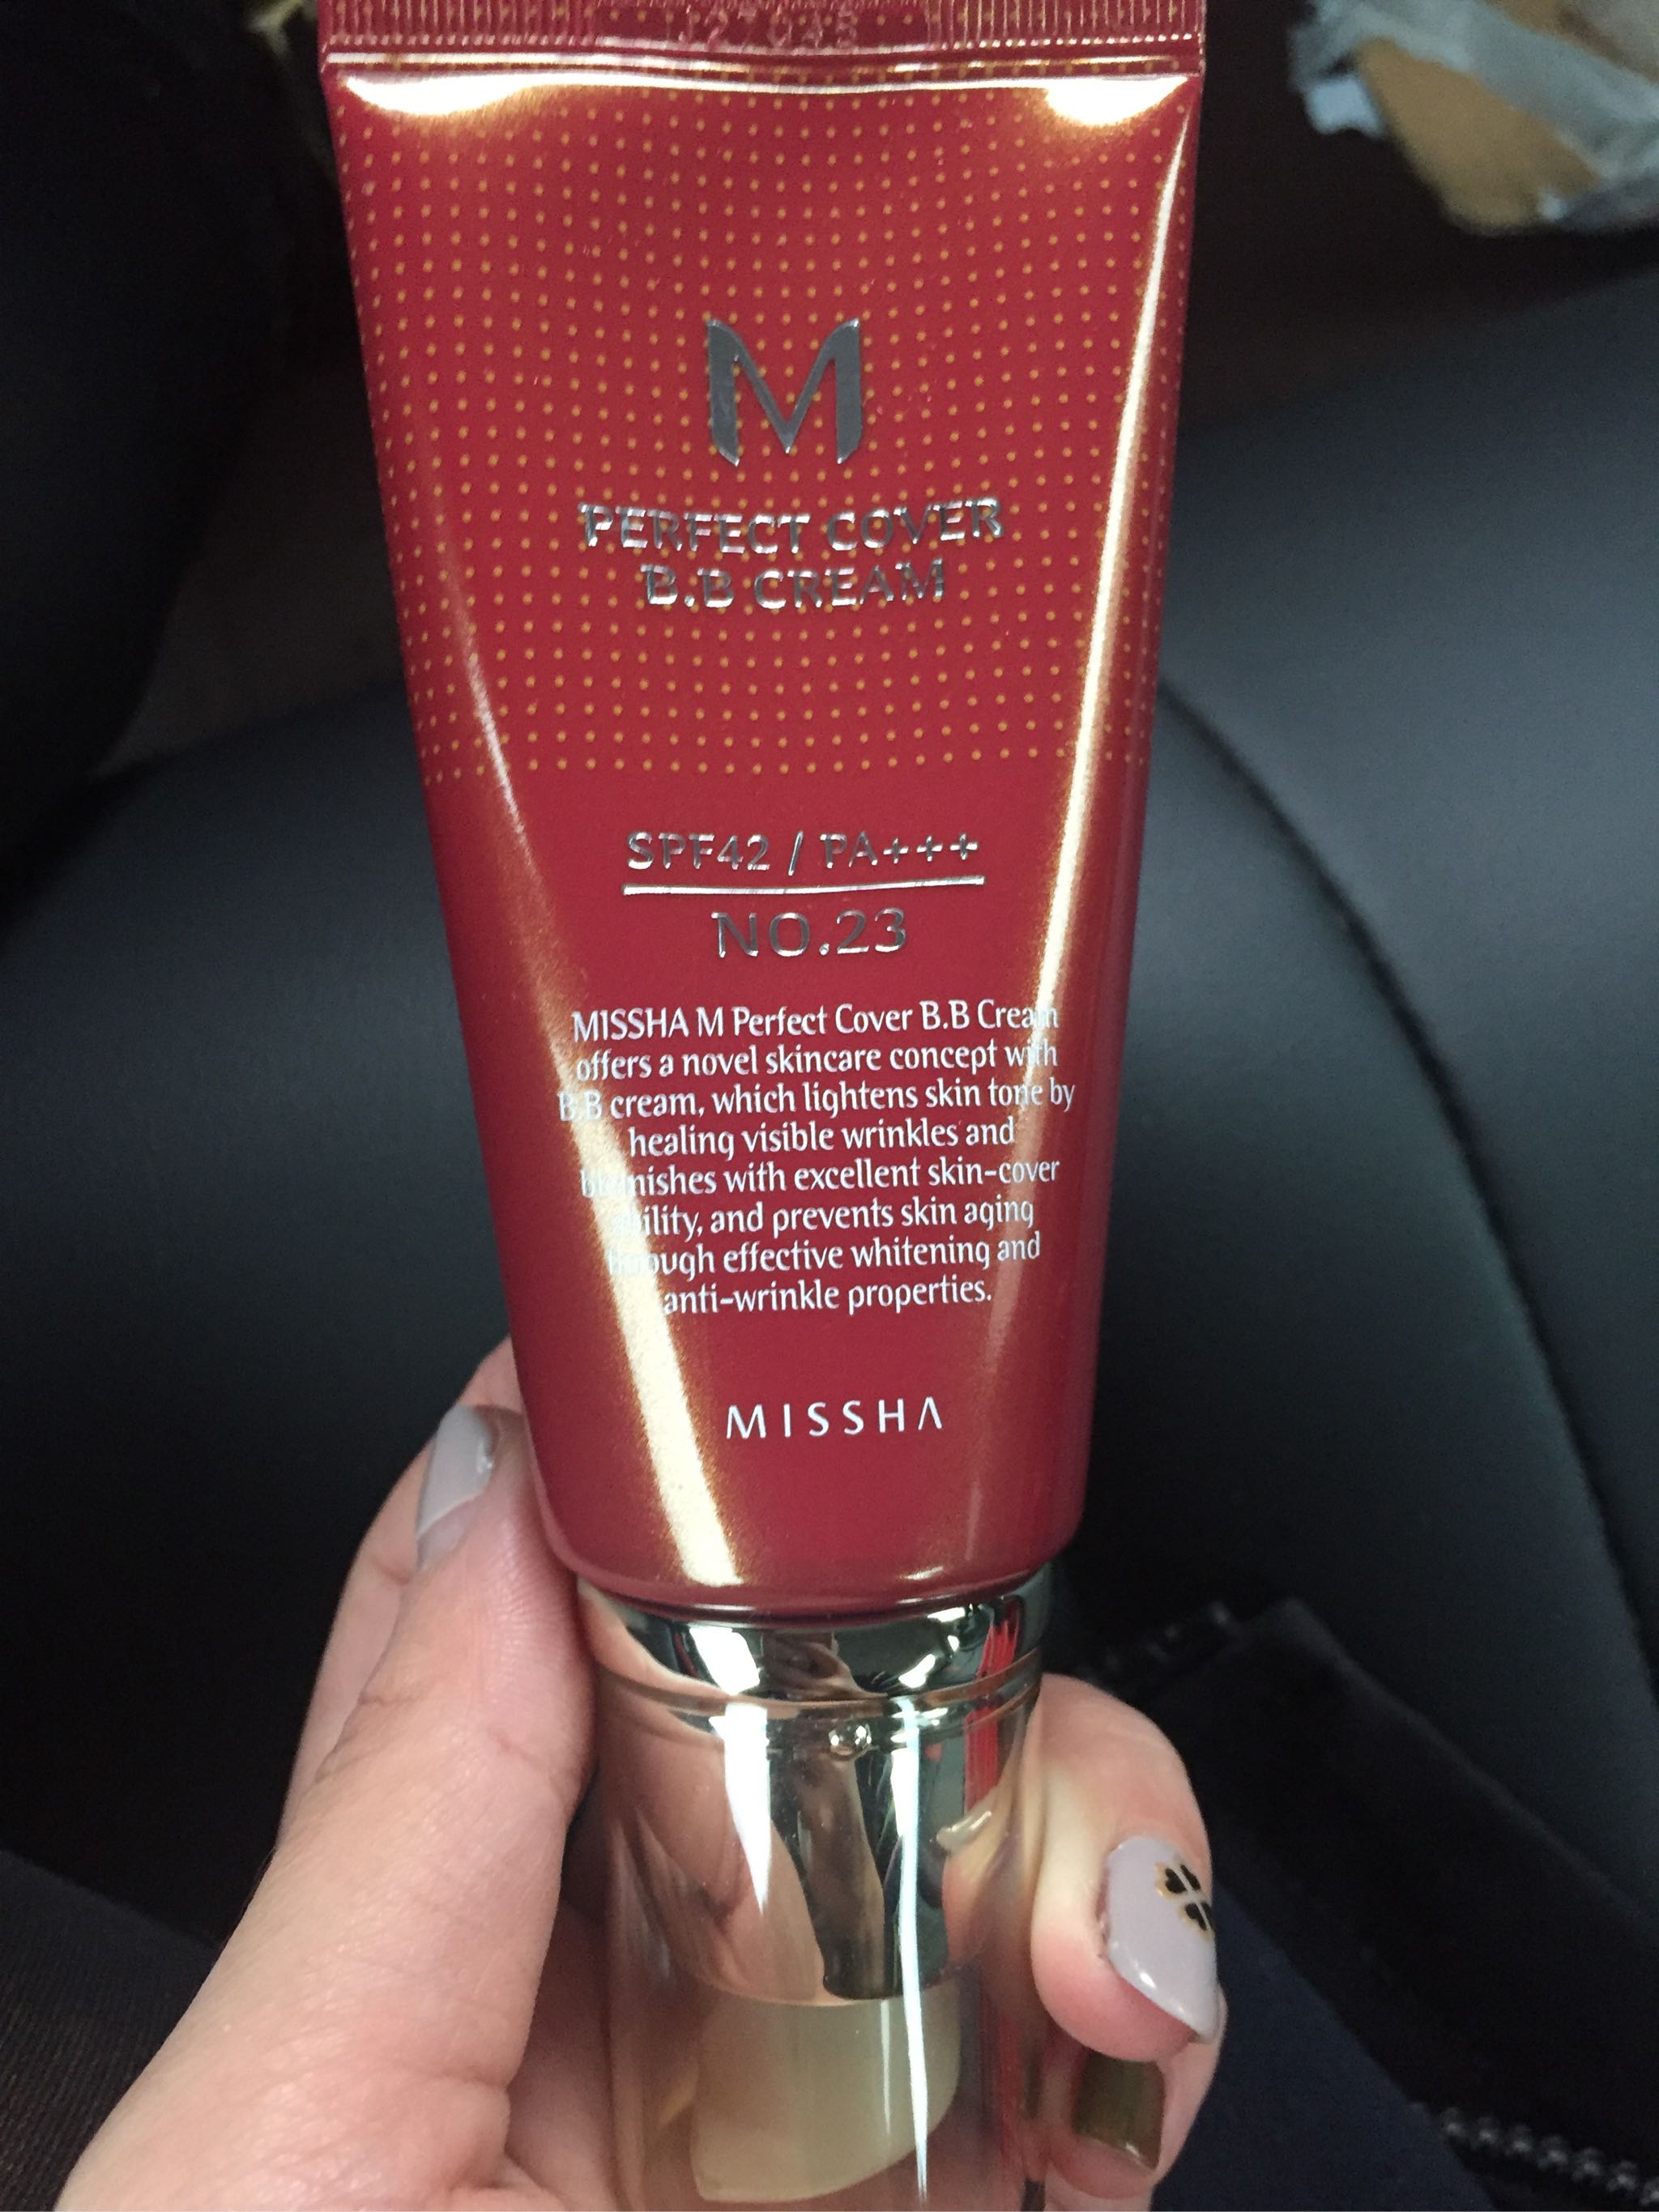 M
PERFECT COVER
B.B CREAM
SPF42 / PA+++
NO.23
MISSHA M Perfect Cover B.B Cream
offers a novel skincare concept with
B.B cream, which lightens skin tone by
healing visible wrinkles and
blemishes with excellent skin-cover
ability, and prevents skin aging
through effective whitening and
anti-wrinkle properties.
MISSHA